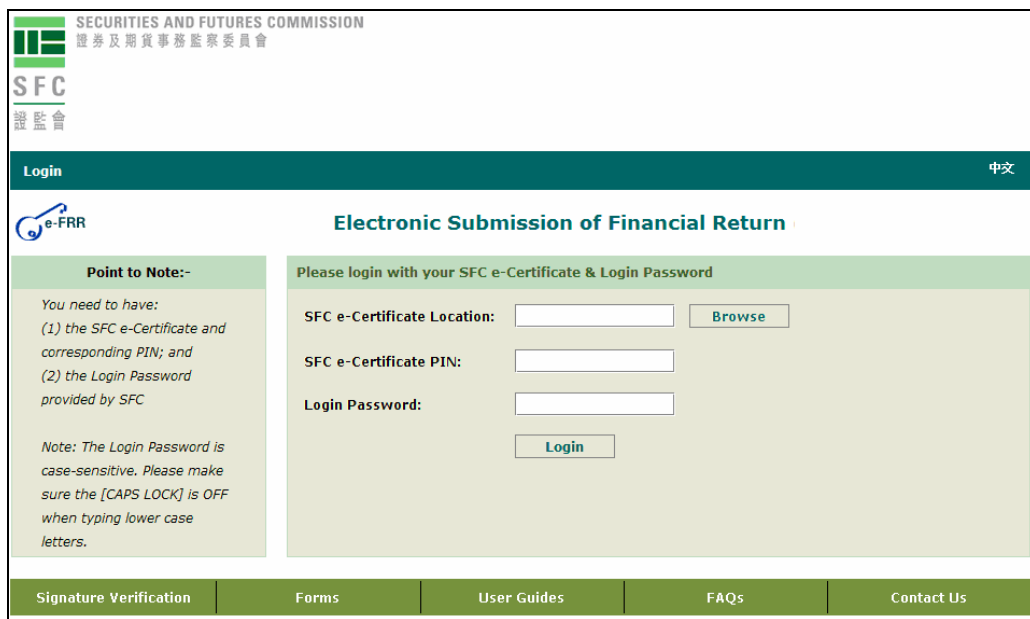 SECURITIES AND FUTURES COMMISSION
證券及期貨事務監察委員會
SFC
證監會
Login
中文
e-FRR
Electronic Submission of Financial Return
Point to Note:-
You need to have:
(1) the SFC e-Certificate and
corresponding PIN; and
(2) the Login Password
provided by SFC
Note: The Login Password is
case-sensitive. Please make
sure the [CAPS LOCK] is OFF
when typing lower case
letters.
Please login with your SFC e-Certificate & Login Password
SFC e-Certificate Location:
Browse
SFC e-Certificate PIN:
Login Password:
Login
Signature Verification
Forms
User Guides
FAQs
Contact Us